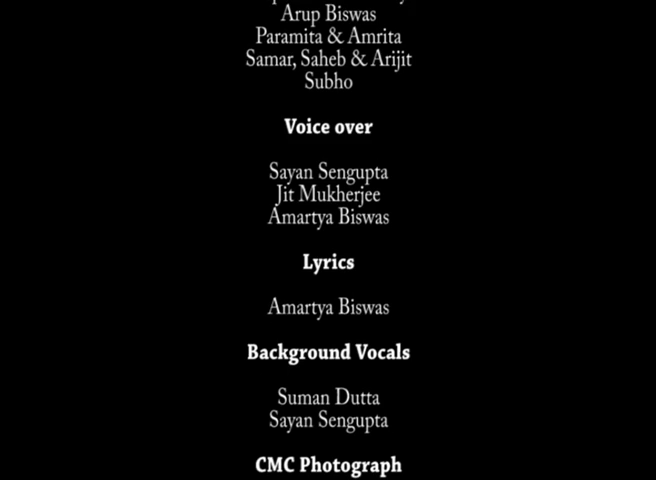 Arup Biswas
Paramita & Amrita
Samar, Saheb & Arijit
Subho
Voice over
Sayan Sengupta
Jit Mukherjee
Amartya Biswas
Lyrics
Amartya Biswas
Background Vocals
Suman Dutta
Sayan Sengupta
CMC Photograph